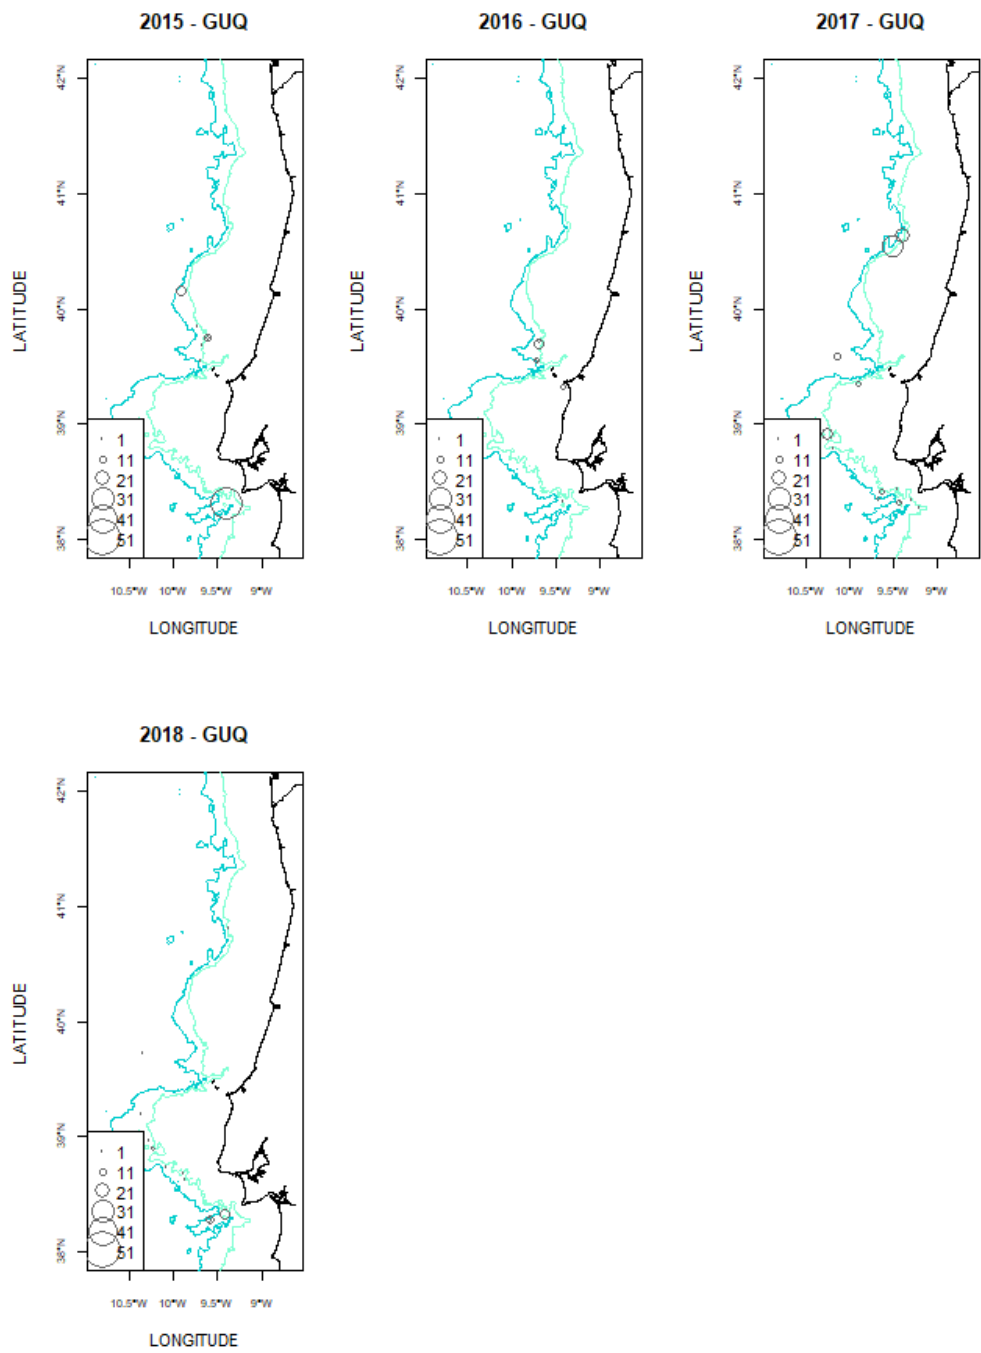 2015 - GUQ
2016 - GUQ
2017 - GUQ
LATITUDE
42°N
41°N
40°N
39°N
38°N
1
11
21
31
41
51
10.5°W 10°W 9.5°W 9°W
LONGITUDE
LATITUDE
42°N
41°N
40°N
39°N
38°N
1
11
21
31
41
51
10.5°W 10°W 9.5°W 9°W
LONGITUDE
LATITUDE
42°N
41°N
40°N
39°N
38°N
1
11
21
31
41
51
10.5°W 10°W 9.5°W 9°W
LONGITUDE
2018 - GUQ
LATITUDE
42°N
41°N
40°N
39°N
38°N
1
11
21
31
41
51
10.5°W 10°W 9.5°W 9°W
LONGITUDE